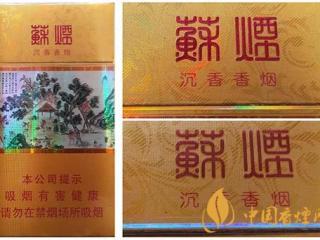 蘇煙
沉香香烟
本公司提示
吸烟有害健康
请勿在禁烟场所吸烟
蘇煙
沉香香烟
蘇煙
沉香香烟
中国香烟网